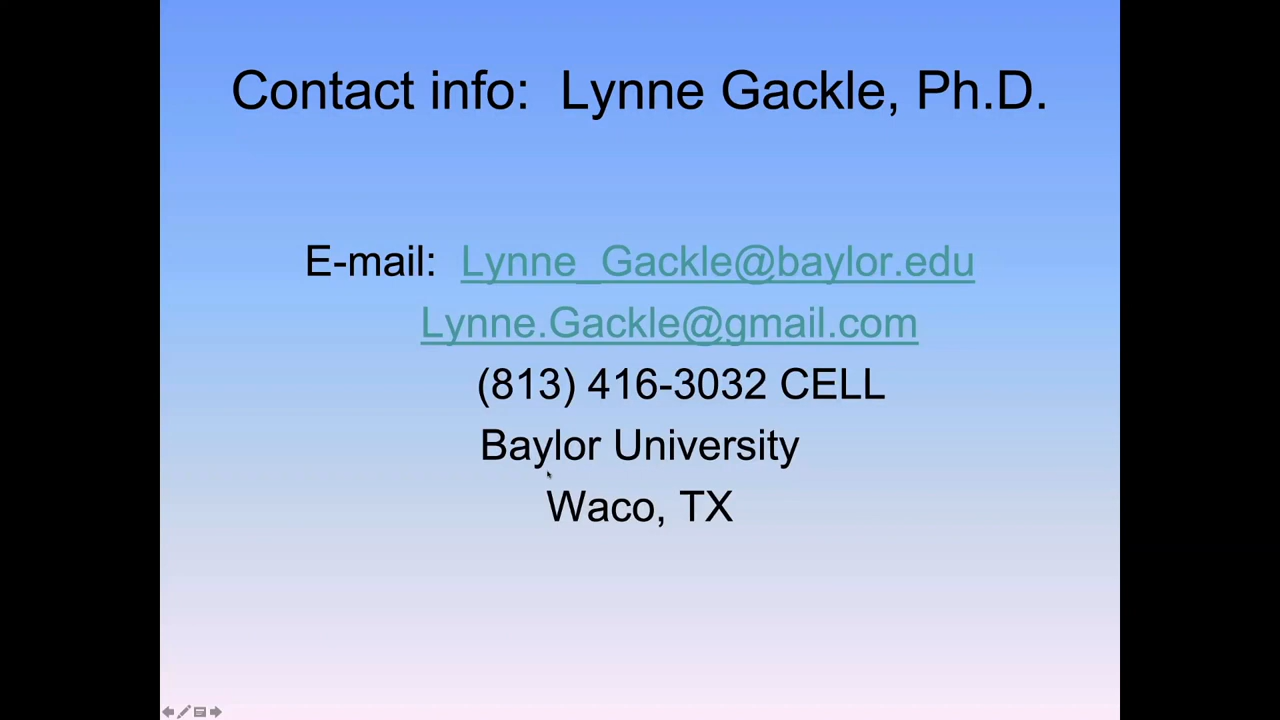 Contact info:  Lynne Gackle, Ph.D.
E-mail:  Lynne_Gackle@baylor.edu
Lynne.Gackle@gmail.com
(813) 416-3032 CELL
Baylor University
Waco, TX